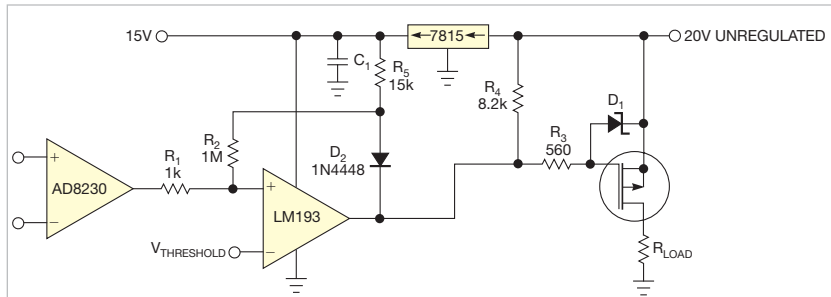 15V
7815
20V UNREGULATED
C1
R5
15k
R4
8.2k
D1
R2
1M
D2
1N4448
R3
560
R1
1k
+
AD8230
−
+
LM193
−
VTHRESHOLD
RLOAD